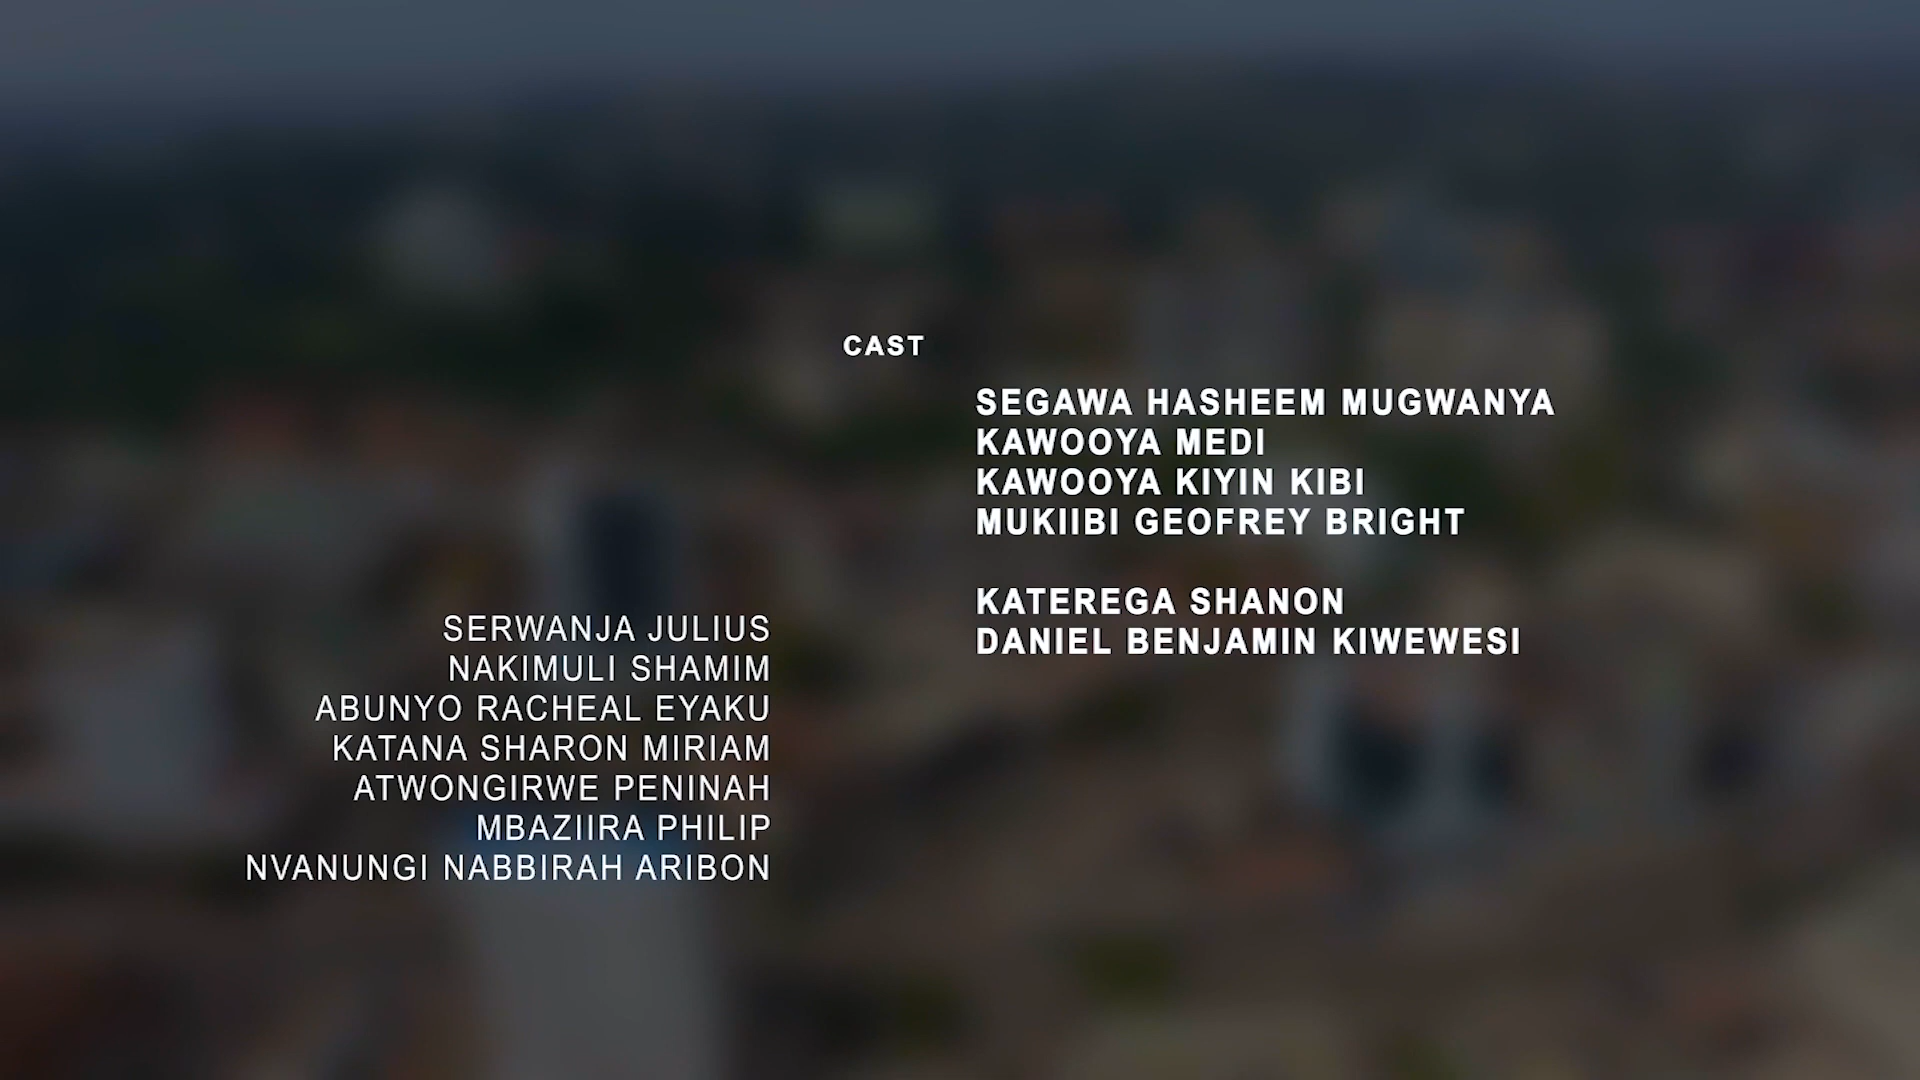 CAST
SEGAWA HASHEEM MUGWANYA
KAWOOYA MEDI
KAWOOYA KIYIN KIBI
MUKIIBI GEOFREY BRIGHT
KATEREGA SHANON
DANIEL BENJAMIN KIWEWESI
SERWANJA JULIUS
NAKIMULI SHAMIM
ABUNYO RACHEAL EYAKU
KATANA SHARON MIRIAM
ATWONGIRWE PENINAH
MBAZIIRA PHILIP
NVANUNGI NABBIRAH ARIBON